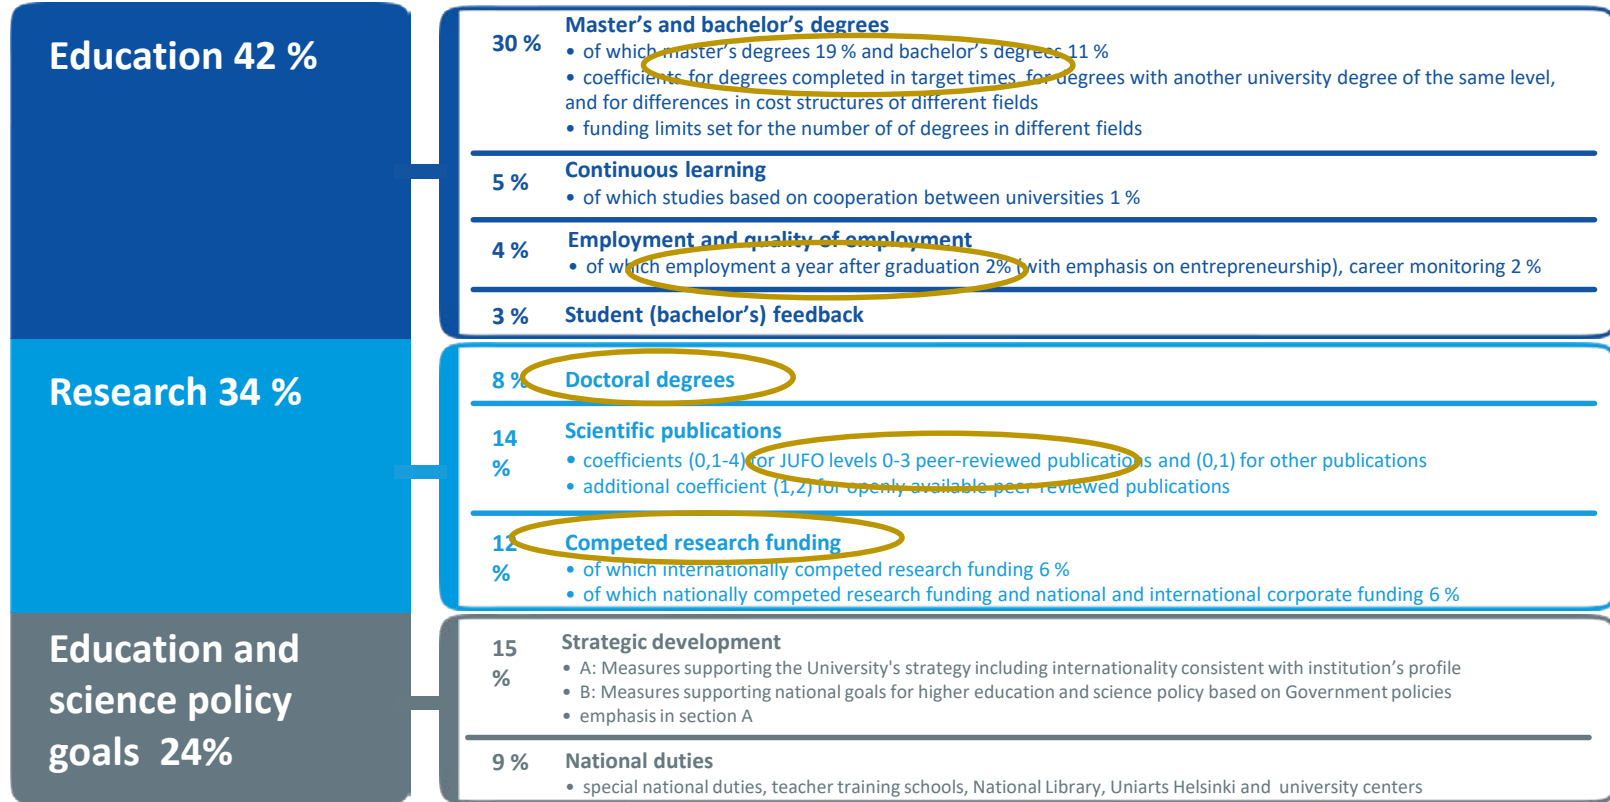 Education 42 %
30 %
Master’s and bachelor’s degrees
• of which master’s degrees 19 % and bachelor’s degrees 11 %
• coefficients for degrees completed in target times, for degrees with another university degree of the same level,
and for differences in cost structures of different fields
• funding limits set for the number of of degrees in different fields
5 %
Continuous learning
• of which studies based on cooperation between universities 1 %
4 %
Employment and quality of employment
• of which employment a year after graduation 2% (with emphasis on entrepreneurship), career monitoring 2 %
3 %
Student (bachelor’s) feedback
Research 34 %
8 %
Doctoral degrees
14
%
Scientific publications
• coefficients (0,1-4) for JUFO levels 0-3 peer-reviewed publications and (0,1) for other publications
• additional coefficient (1,2) for openly available peer-reviewed publications
12
%
Competed research funding
• of which internationally competed research funding 6 %
• of which nationally competed research funding and national and international corporate funding 6 %
Education and
science policy
goals 24%
15
%
Strategic development
• A: Measures supporting the University's strategy including internationality consistent with institution’s profile
• B: Measures supporting national goals for higher education and science policy based on Government policies
• emphasis in section A
9 %
National duties
• special national duties, teacher training schools, National Library, Uniarts Helsinki and university centers